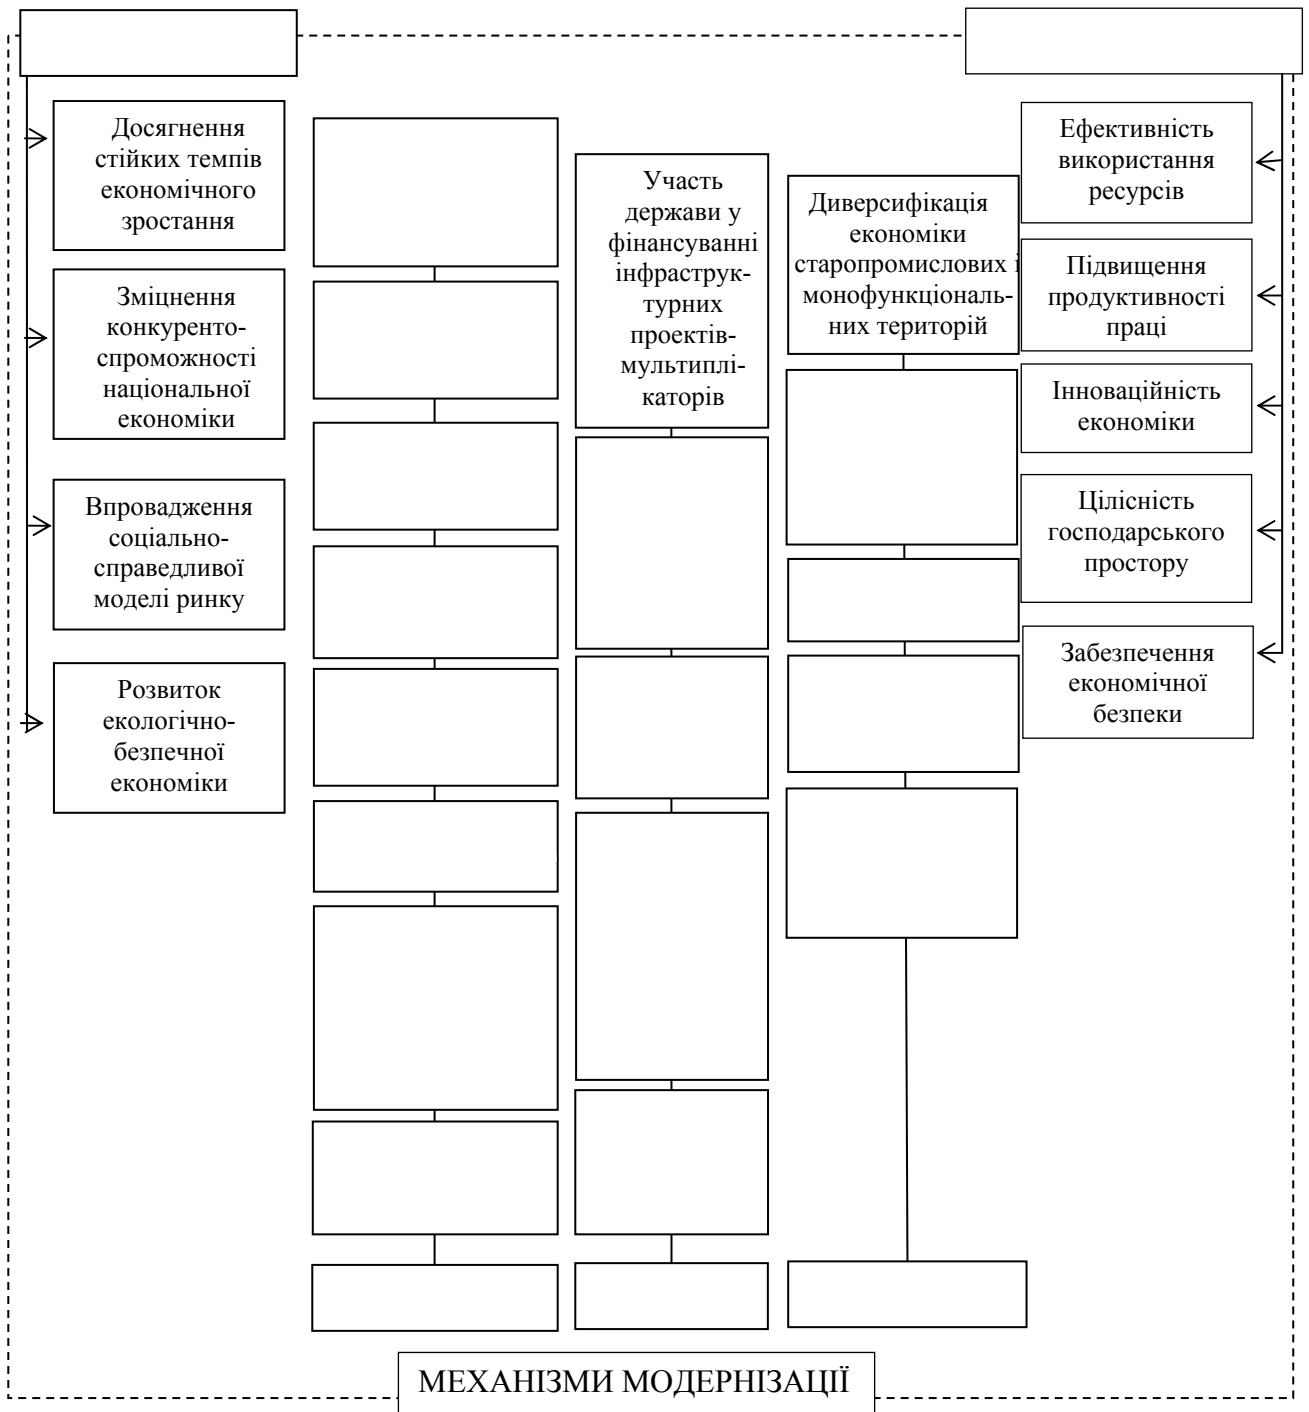 Досягнення
стійких темпів
економічного
зростання
Зміцнення
конкуренто-
спроможності
національної
економіки
Впровадження
соціально-
справедливої
моделі ринку
Розвиток
екологічно-
безпечної
економіки
Участь
держави у
фінансуванні
інфраструк-
турних
проектів-
мультиплі-
каторів
Диверсифікація
економіки
старопромислових і
монофункціональ-
них територій
Ефективність
використання
ресурсів
Підвищення
продуктивності
праці
Інноваційність
економіки
Цілісність
господарського
простору
Забезпечення
економічної
безпеки
МЕХАНІЗМИ МОДЕРНІЗАЦІЇ